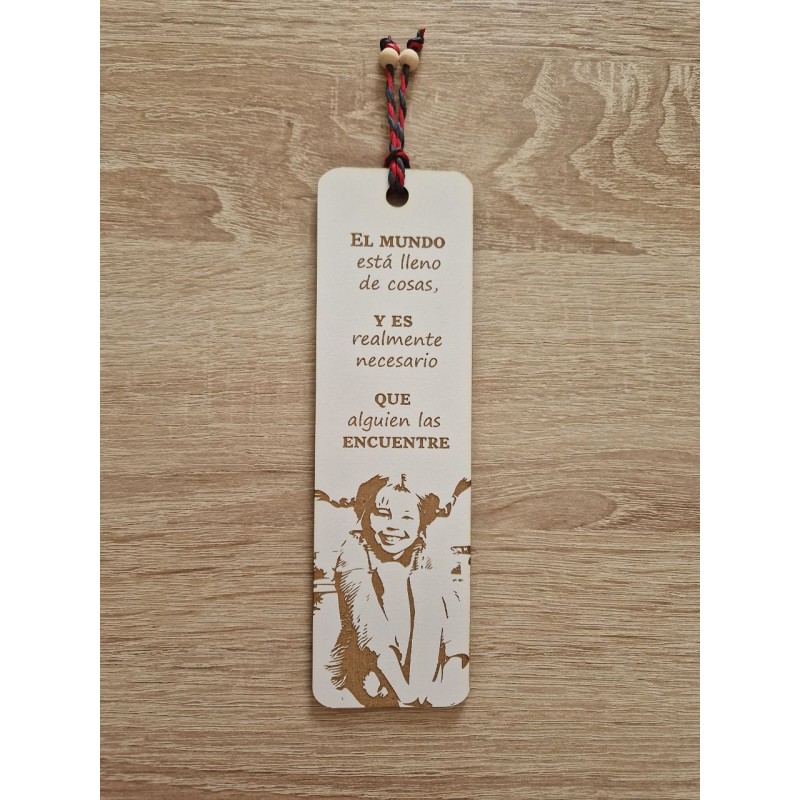 EL MUNDO
está lleno
de cosas,
Y ES
realmente
necesario
QUE
alguien las
ENCUENTRE